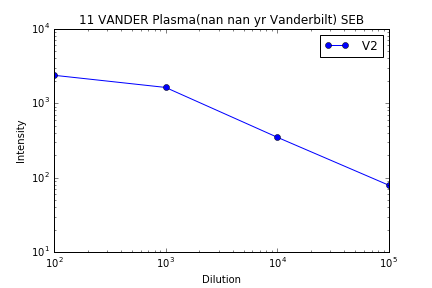 11 VANDER Plasma(nan nan yr Vanderbilt) SEB
V2
Intensity
10^4
10^3
10^2
10^1
10^2 10^3 10^4 10^5
Dilution